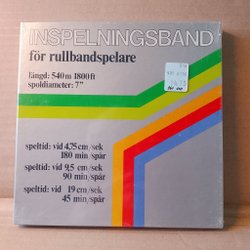 INSPELNINGSBAND
för rullbandspelare
längd: 540 m 1800 ft
spoldiameter: 7"
speltid: vid 4,75 cm/sek
180 min/spår
speltid: vid 9,5 cm/sek
90 min/spår
speltid: vid 19 cm/sek
45 min/spår